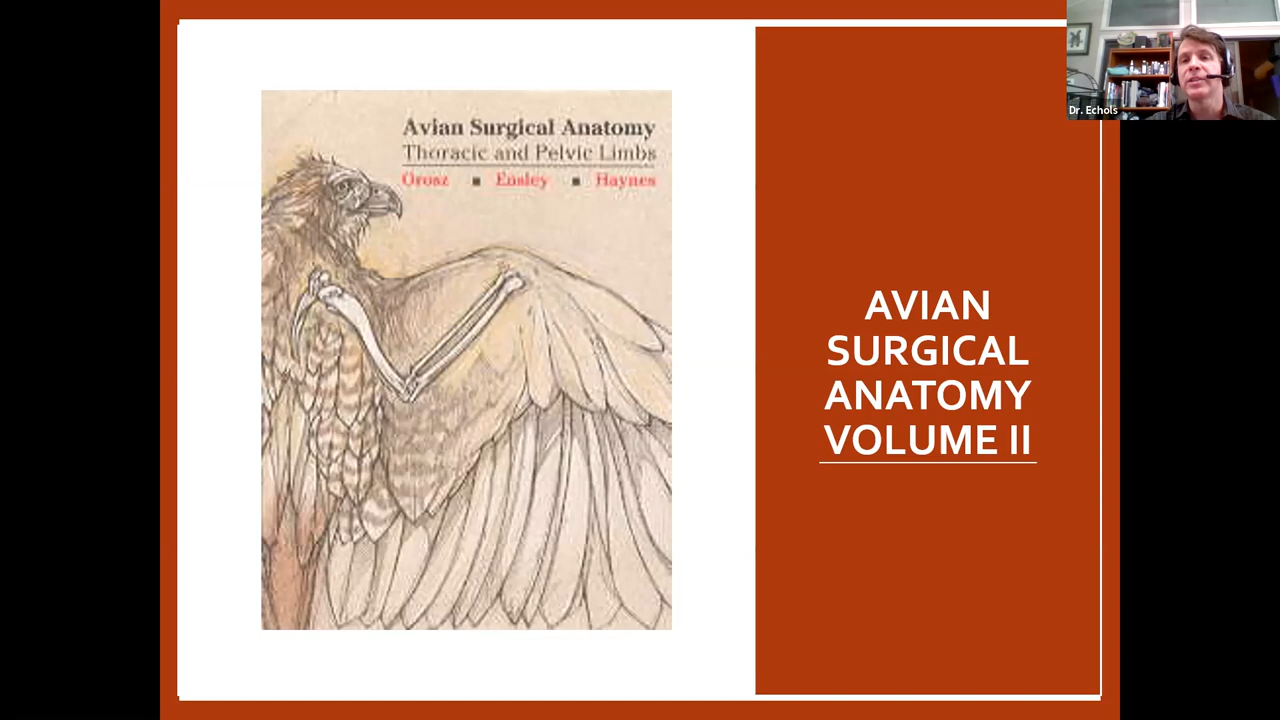 Avian Surgical Anatomy
Thoracic and Pelvic Limbs
Orosz ■ Ensley ■ Haynes
AVIAN
SURGICAL
ANATOMY
VOLUME II
Dr. Echols